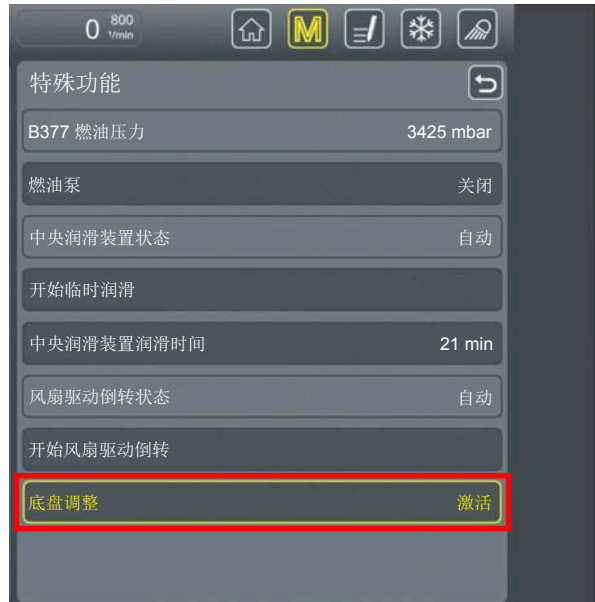 0 800 1/min
M
特殊功能
B377 燃油压力 3425 mbar
燃油泵 关闭
中央润滑装置状态 自动
开始临时润滑
中央润滑装置润滑时间 21 min
风扇驱动倒转状态 自动
开始风扇驱动倒转
底盘调整 激活